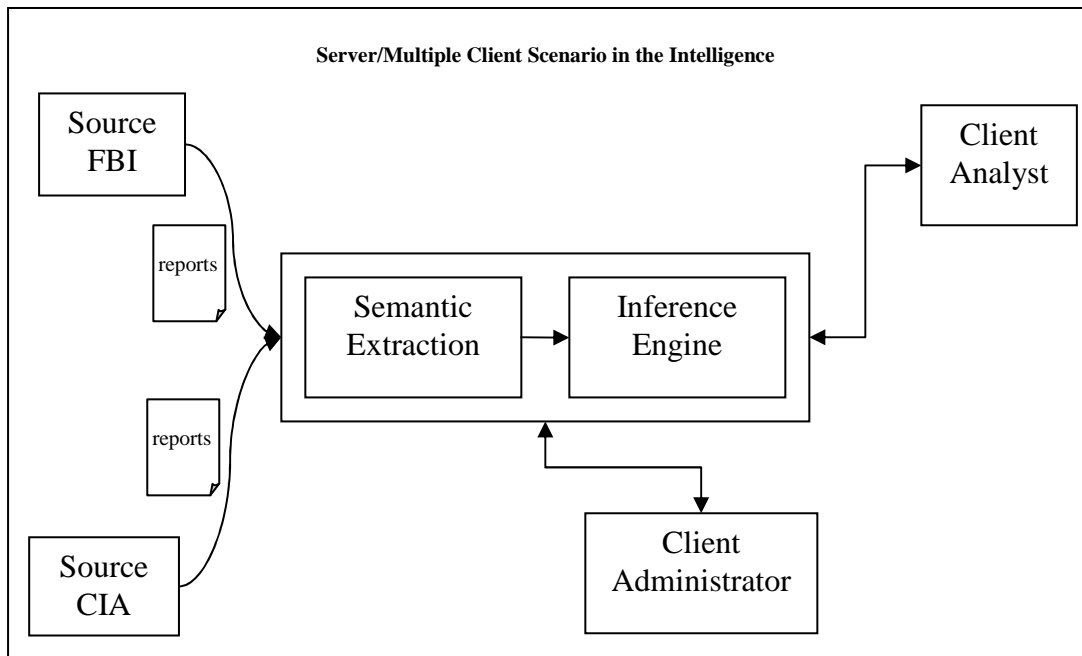 Server/Multiple Client Scenario in the Intelligence
Source
FBI
Client
Analyst
reports
Semantic
Extraction
Inference
Engine
reports
Source
CIA
Client
Administrator